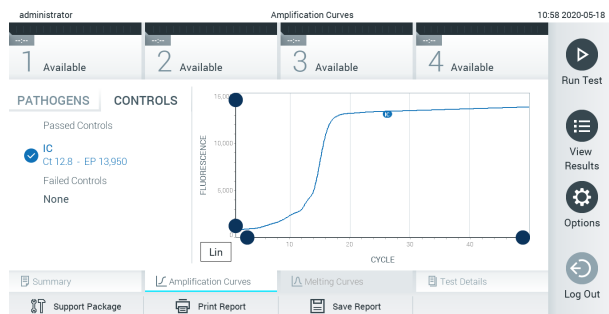 administrator
Amplification Curves
10:58 2020-05-18
--:--
1 Available
--:--
2 Available
--:--
3 Available
--:--
4 Available
Run Test
View
Results
Options
Log Out
PATHOGENS
CONTROLS
Passed Controls
IC
Ct 12.8 - EP 13,950
Failed Controls
None
FLUORESCENCE
16,000
10,000
5,000
0
IC
10
20
30
40
CYCLE
Lin
Summary
Amplification Curves
Melting Curves
Test Details
Support Package
Print Report
Save Report